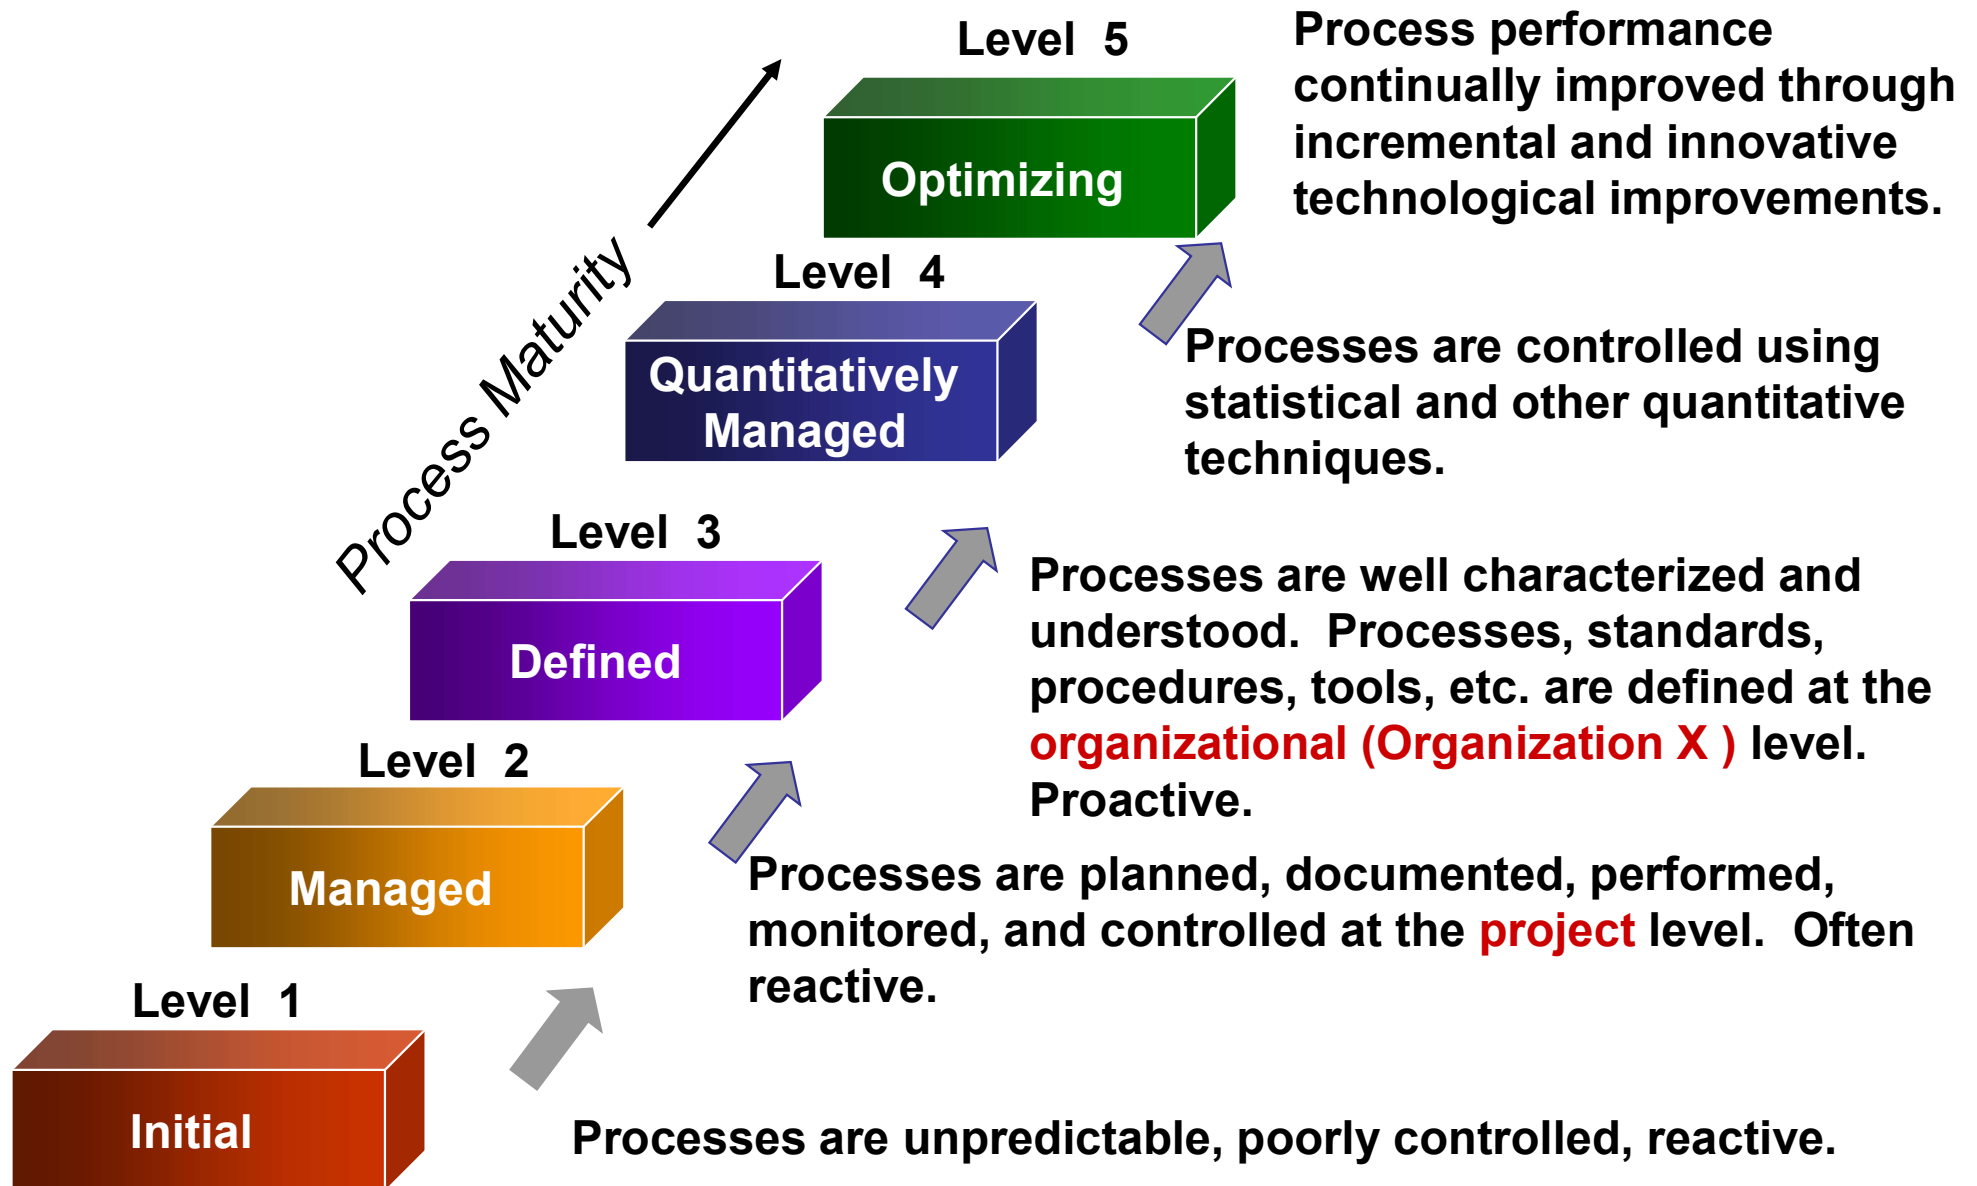 Level 5
Optimizing
Process performance
continually improved through
incremental and innovative
technological improvements.
Process Maturity
Level 4
Quantitatively
Managed
Processes are controlled using
statistical and other quantitative
techniques.
Level 3
Defined
Processes are well characterized and
understood. Processes, standards,
procedures, tools, etc. are defined at the
organizational (Organization X ) level.
Proactive.
Level 2
Managed
Processes are planned, documented, performed,
monitored, and controlled at the project level. Often
reactive.
Level 1
Initial
Processes are unpredictable, poorly controlled, reactive.